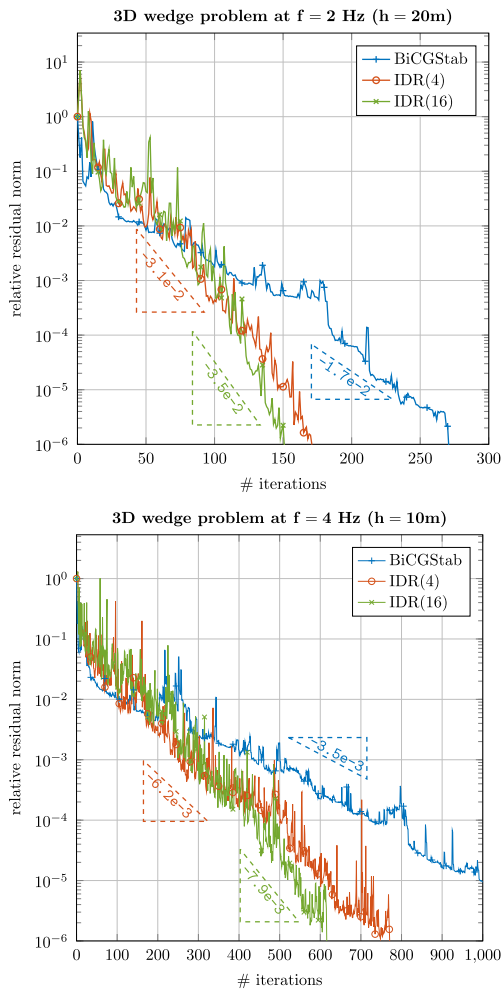 3D wedge problem at f = 2 Hz (h = 20m)
BiCGStab
IDR(4)
IDR(16)
10^0
10^−1
10^−2
10^−3
10^−4
10^−5
10^−6
relative residual norm
−3.1e−2
−3.5e−2
−1.7e−2
0 50 100 150 200 250 300
# iterations
3D wedge problem at f = 4 Hz (h = 10m)
BiCGStab
IDR(4)
IDR(16)
10^0
10^−1
10^−2
10^−3
10^−4
10^−5
10^−6
relative residual norm
−3.5e−3
−6.2e−3
−7.9e−3
0 100 200 300 400 500 600 700 800 900 1,000
# iterations